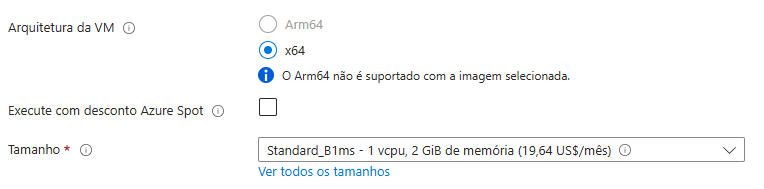 Arquitetura da VM
Arm64
x64
O Arm64 não é suportado com a imagem selecionada.
Execute com desconto Azure Spot
Tamanho *
Standard_B1ms - 1 vcpu, 2 GiB de memória (19,64 US$/mês)
Ver todos os tamanhos